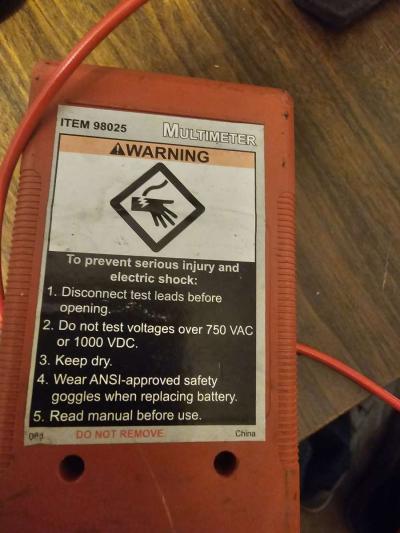 ITEM 98025 MULTIMETER
⚠WARNING
To prevent serious injury and
electric shock:
1. Disconnect test leads before
opening.
2. Do not test voltages over 750 VAC
or 1000 VDC.
3. Keep dry.
4. Wear ANSI-approved safety
goggles when replacing battery.
5. Read manual before use.
DO NOT REMOVE China